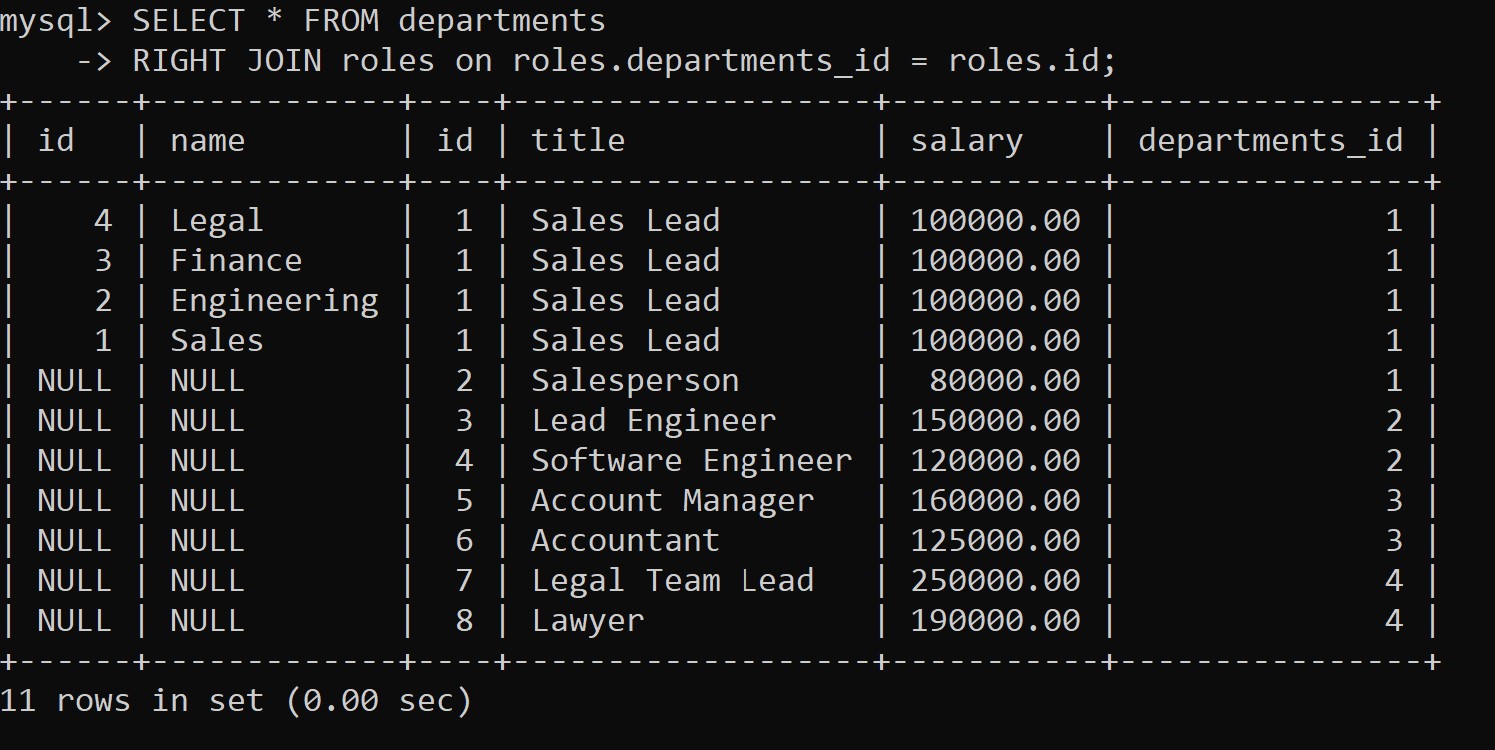 mysql> SELECT * FROM departments
    -> RIGHT JOIN roles on roles.departments_id = roles.id;
+------+-------------+----+-------------------+-----------+----------------+
| id   | name        | id | title             | salary    | departments_id |
+------+-------------+----+-------------------+-----------+----------------+
|    4 | Legal       |  1 | Sales Lead        | 100000.00 |              1 |
|    3 | Finance     |  1 | Sales Lead        | 100000.00 |              1 |
|    2 | Engineering |  1 | Sales Lead        | 100000.00 |              1 |
|    1 | Sales       |  1 | Sales Lead        | 100000.00 |              1 |
| NULL | NULL        |  2 | Salesperson       |  80000.00 |              1 |
| NULL | NULL        |  3 | Lead Engineer     | 150000.00 |              2 |
| NULL | NULL        |  4 | Software Engineer | 120000.00 |              2 |
| NULL | NULL        |  5 | Account Manager   | 160000.00 |              3 |
| NULL | NULL        |  6 | Accountant        | 125000.00 |              3 |
| NULL | NULL        |  7 | Legal Team Lead   | 250000.00 |              4 |
| NULL | NULL        |  8 | Lawyer            | 190000.00 |              4 |
+------+-------------+----+-------------------+-----------+----------------+
11 rows in set (0.00 sec)